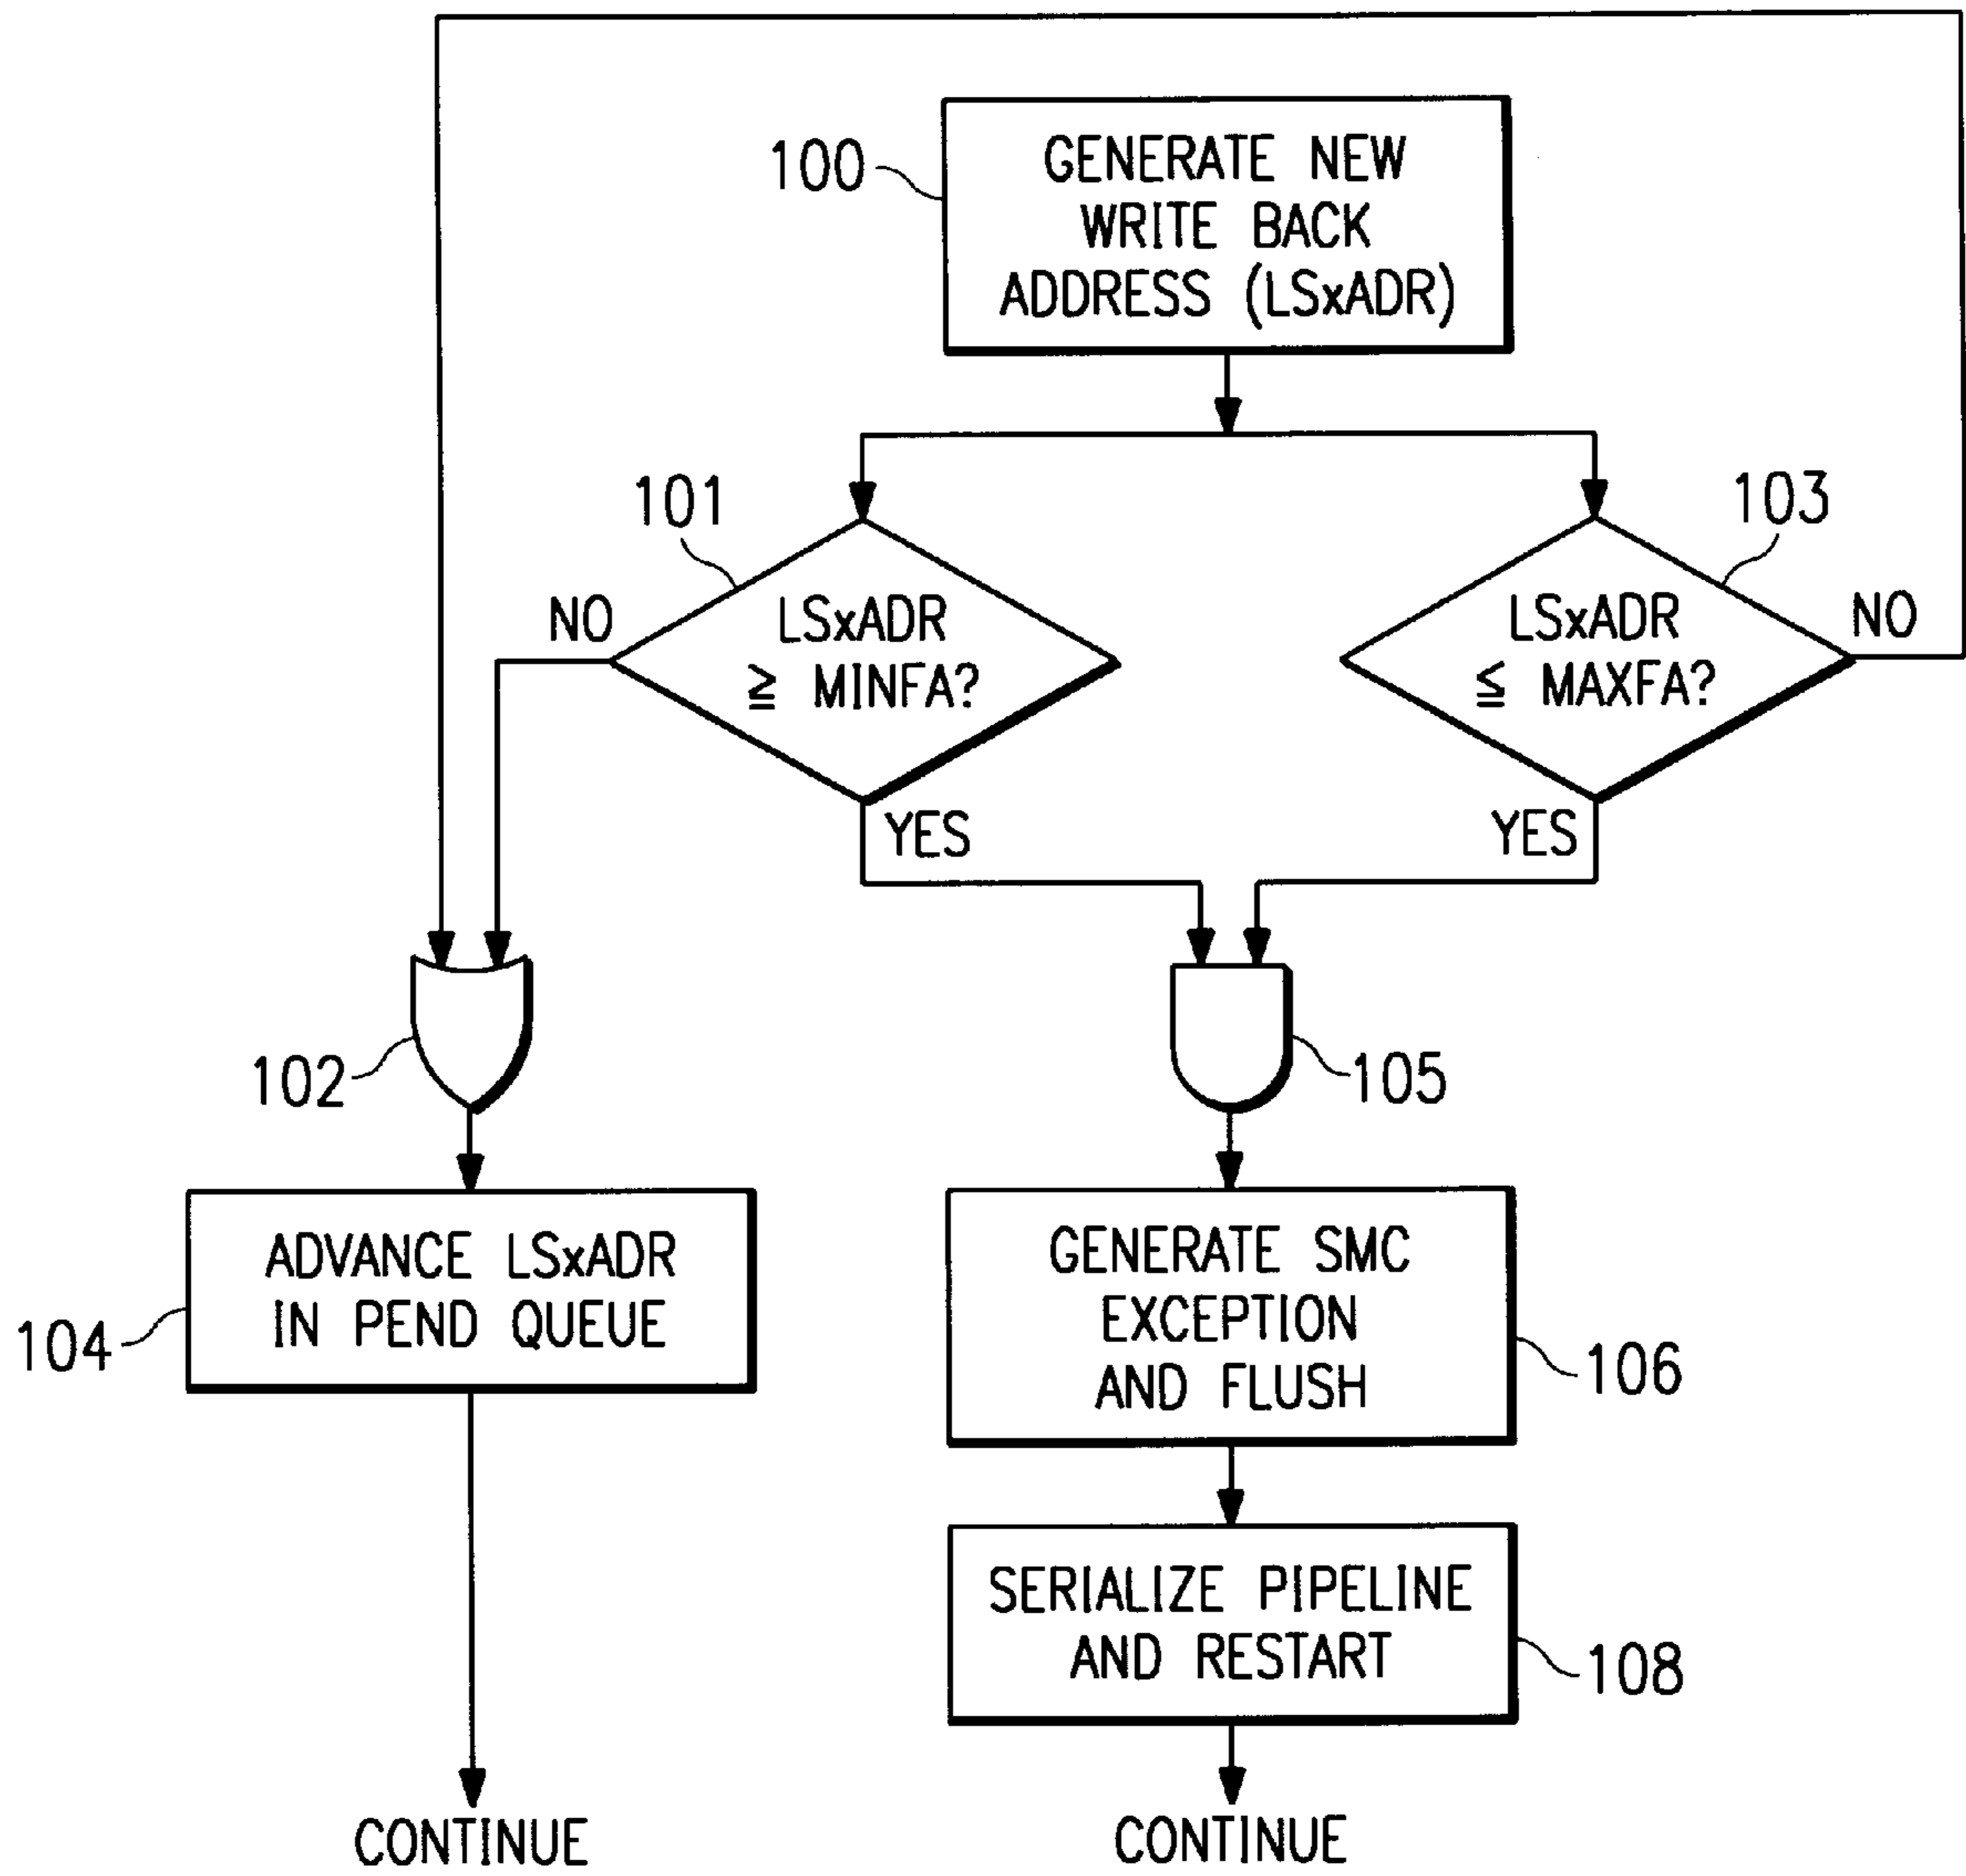 100
GENERATE NEW
WRITE BACK
ADDRESS (LSxADR)
101
103
NO
LSxADR
≧ MINFA?
LSxADR
≦ MAXFA?
NO
YES
YES
102
105
104
ADVANCE LSxADR
IN PEND QUEUE
GENERATE SMC
EXCEPTION
AND FLUSH
106
SERIALIZE PIPELINE
AND RESTART
108
CONTINUE
CONTINUE